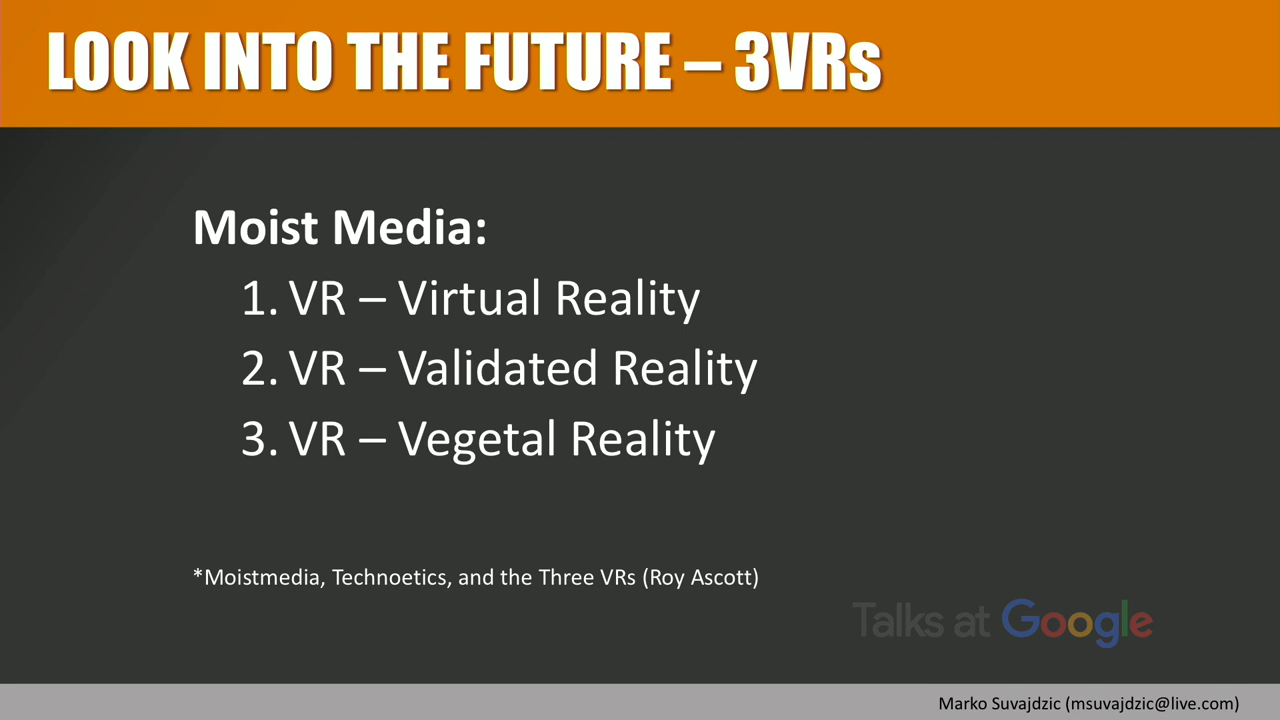 LOOK INTO THE FUTURE – 3VRs
Moist Media:
1. VR – Virtual Reality
2. VR – Validated Reality
3. VR – Vegetal Reality
*Moistmedia, Technoetics, and the Three VRs (Roy Ascott)
Talks at Google
Marko Suvajdzic (msuvajdzic@live.com)